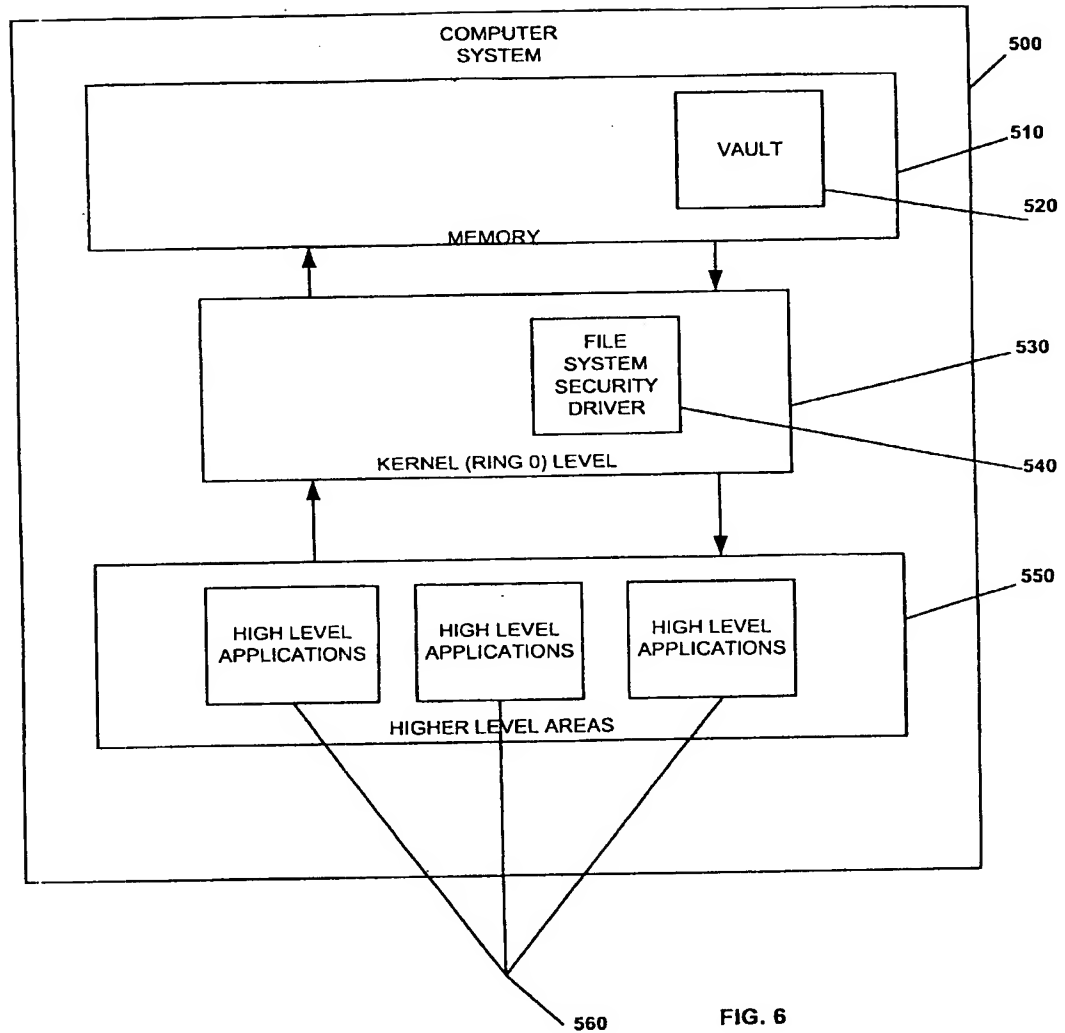 COMPUTER
SYSTEM
500
VAULT
510
520
MEMORY
FILE
SYSTEM
SECURITY
DRIVER
530
KERNEL (RING 0) LEVEL
540
550
HIGH LEVEL
APPLICATIONS
HIGH LEVEL
APPLICATIONS
HIGH LEVEL
APPLICATIONS
HIGHER LEVEL AREAS
560
FIG. 6